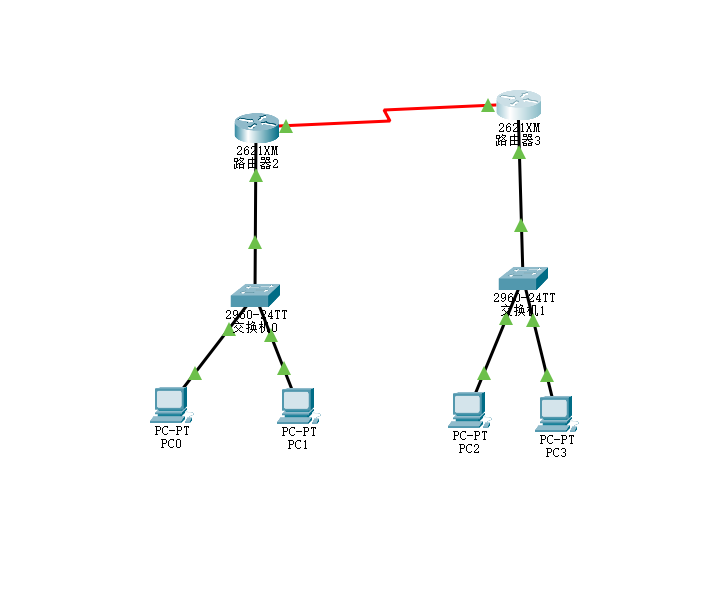 2621XM
路由器2
2621XM
路由器3
2960-24TT
交换机0
2960-24TT
交换机1
PC-PT
PC0
PC-PT
PC1
PC-PT
PC2
PC-PT
PC3